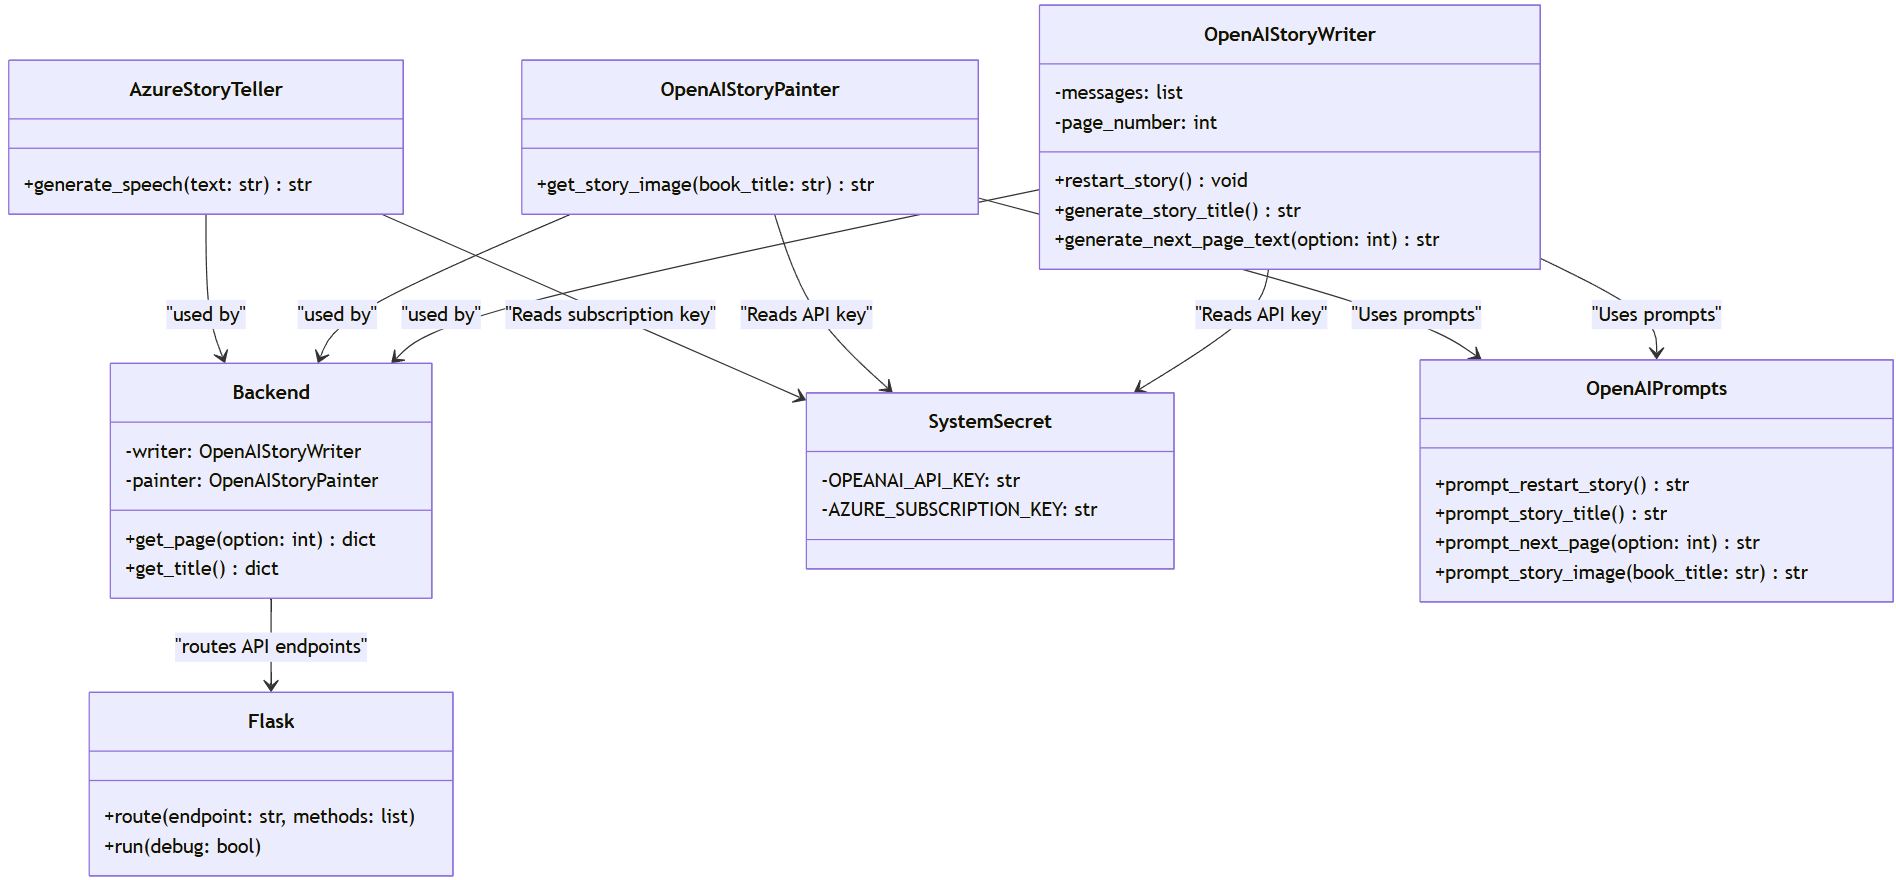 AzureStoryTeller
+generate_speech(text: str) : str
OpenAIStoryPainter
+get_story_image(book_title: str) : str
OpenAIStoryWriter
-messages: list
-page_number: int
+restart_story() : void
+generate_story_title() : str
+generate_next_page_text(option: int) : str
"used by"
"used by"
"used by"
"Reads subscription key"
"Reads API key"
"Reads API key"
"Uses prompts"
"Uses prompts"
Backend
-writer: OpenAIStoryWriter
-painter: OpenAIStoryPainter
+get_page(option: int) : dict
+get_title() : dict
SystemSecret
-OPEANAI_API_KEY: str
-AZURE_SUBSCRIPTION_KEY: str
OpenAIPrompts
+prompt_restart_story() : str
+prompt_story_title() : str
+prompt_next_page(option: int) : str
+prompt_story_image(book_title: str) : str
"routes API endpoints"
Flask
+route(endpoint: str, methods: list)
+run(debug: bool)